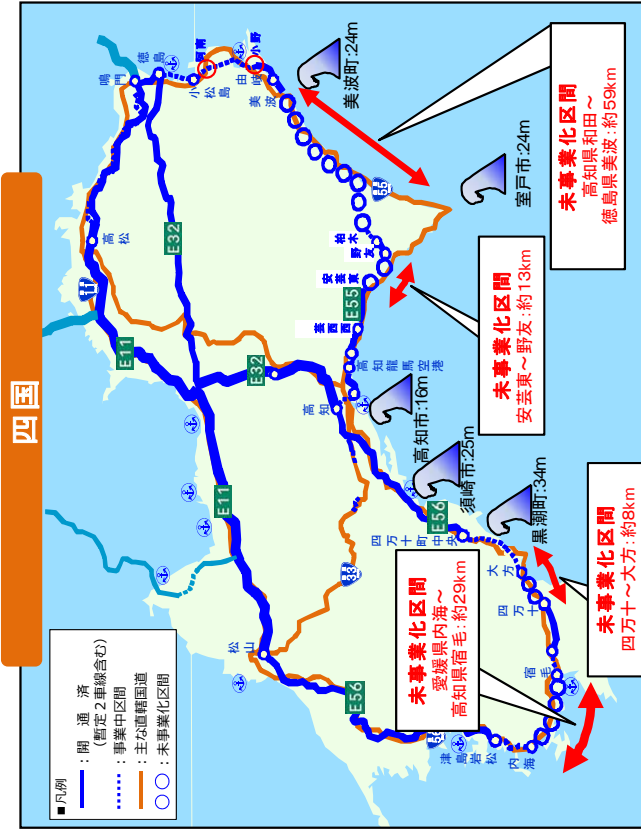 四国
■凡例
：開通済
（暫定２車線含む）
：事業中区間
：主な直轄国道
：未事業化区間
鳴門
徳島
小松島
阿南
小野
由岐
美波
美波町:24m
室戸市:24m
未事業化区間
高知県和田～
徳島県美波：約59km
55
高松
11
E32
E11
柏木
野友
安芸東
E55
芸西西
未事業化区間
安芸東～野友：約13km
E32
高知龍馬空港
高知
高知市:16m
須崎市:25m
E11
E56
四万十町中央
黒潮町:34m
33
大方
四万十
未事業化区間
四万十～大方：約8km
松山
E56
未事業化区間
愛媛県内海～
高知県宿毛：約29km
宿毛
56
津島岩松
内海